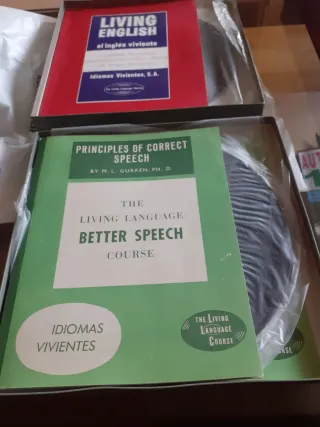 LIVING
ENGLISH
el inglés viviente
Idiomas Vivientes, S.A.
PRINCIPLES OF CORRECT
SPEECH
BY M. L. GURREN, PH. D.
THE
LIVING LANGUAGE
BETTER SPEECH
COURSE
IDIOMAS
VIVIENTES
THE LIVING
LANGUAGE
COURSE
AUT